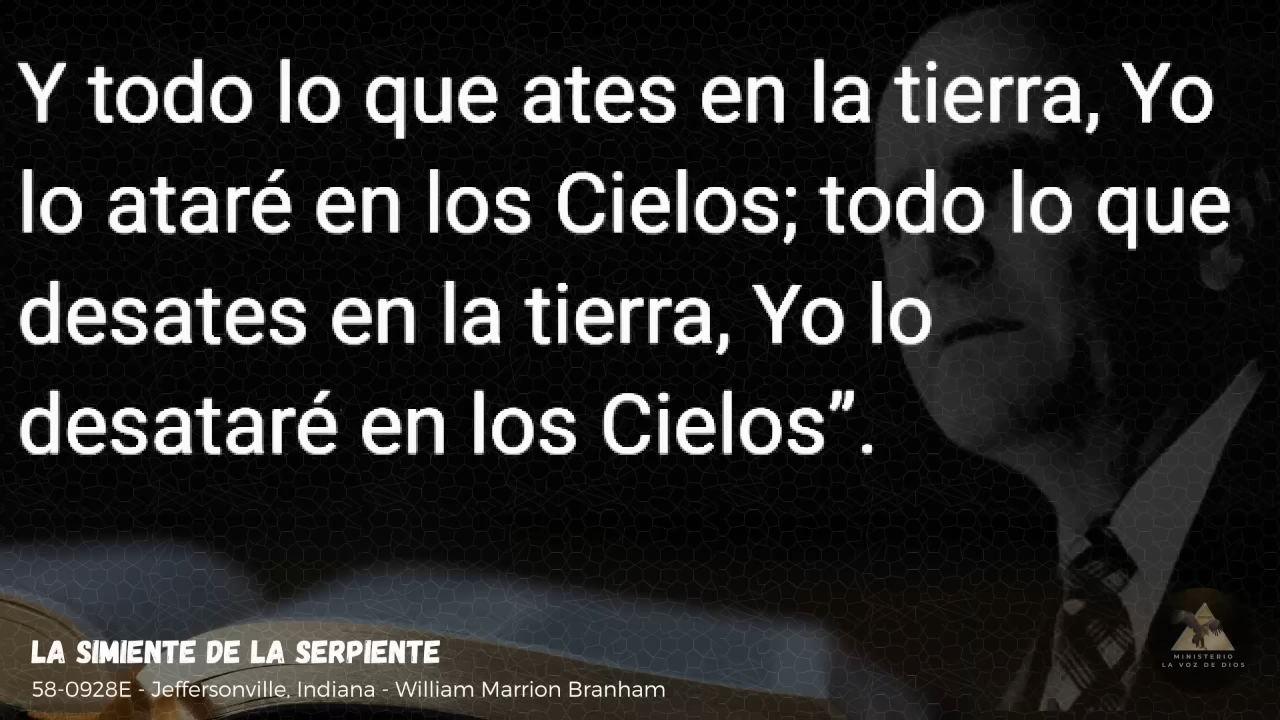 Y todo lo que ates en la tierra, Yo
lo ataré en los Cielos; todo lo que
desates en la tierra, Yo lo
desataré en los Cielos”.
LA SIMIENTE DE LA SERPIENTE
58-0928E - Jeffersonville, Indiana - William Marrion Branham
MINISTERIO
LA VOZ DE DIOS